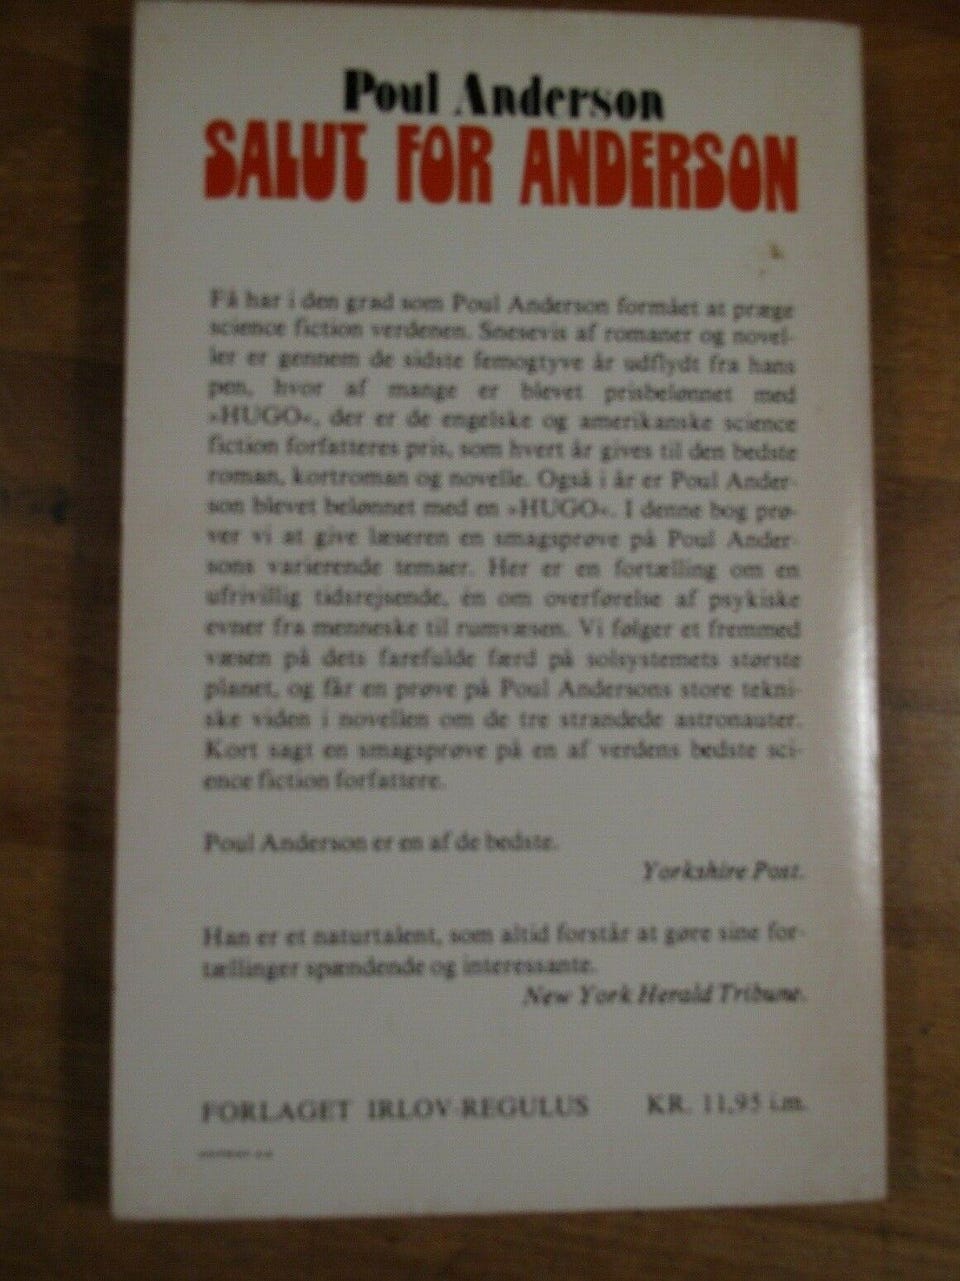 Poul Anderson
SALUT FOR ANDERSON
Få har i den grad som Poul Anderson formået at præge
science fiction verdenen. Snesevis af romaner og novel-
ler er gennem de sidste femogtyve år udflydt fra hans
pen, hvor af mange er blevet prisbelønnet med
»HUGO«, der er de engelske og amerikanske science
fiction forfatteres pris, som hvert år gives til den bedste
roman, kortroman og novelle. Også i år er Poul Ander-
son blevet belønnet med en »HUGO«. I denne bog prø-
ver vi at give læseren en smagsprøve på Poul Ander-
sons varierende temaer. Her er en fortælling om en
ufrivillig tidsrejsende, én om overførelse af psykiske
evner fra menneske til rumvæsen. Vi følger et fremmed
væsen på dets farefulde færd på solsystemets største
planet, og får en prøve på Poul Andersons store tekni-
ske viden i novellen om de tre strandede astronauter.
Kort sagt en smagsprøve på en af verdens bedste sci-
ence fiction forfattere.
Poul Anderson er en af de bedste.
Yorkshire Post.
Han er et naturtalent, som altid forstår at gøre sine for-
tællinger spændende og interessante.
New York Herald Tribune.
FORLAGET IRLOV-REGULUS KR. 11,95 i.m.